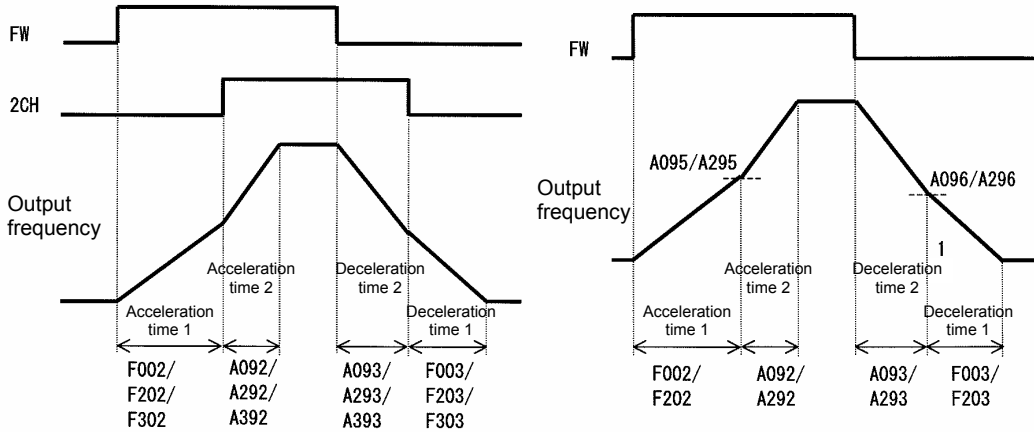 FW
2CH
Output
frequency
Acceleration
time 2
Deceleration
time 2
Acceleration
time 1
Deceleration
time 1
F002/
F202/
F302
A092/
A292/
A392
A093/
A293/
A393
F003/
F203/
F303
FW
A095/A295
A096/A296
Output
frequency
1
Acceleration
time 2
Deceleration
time 2
Acceleration
time 1
Deceleration
time 1
F002/
F202
A092/
A292
A093/
A293
F003/
F203